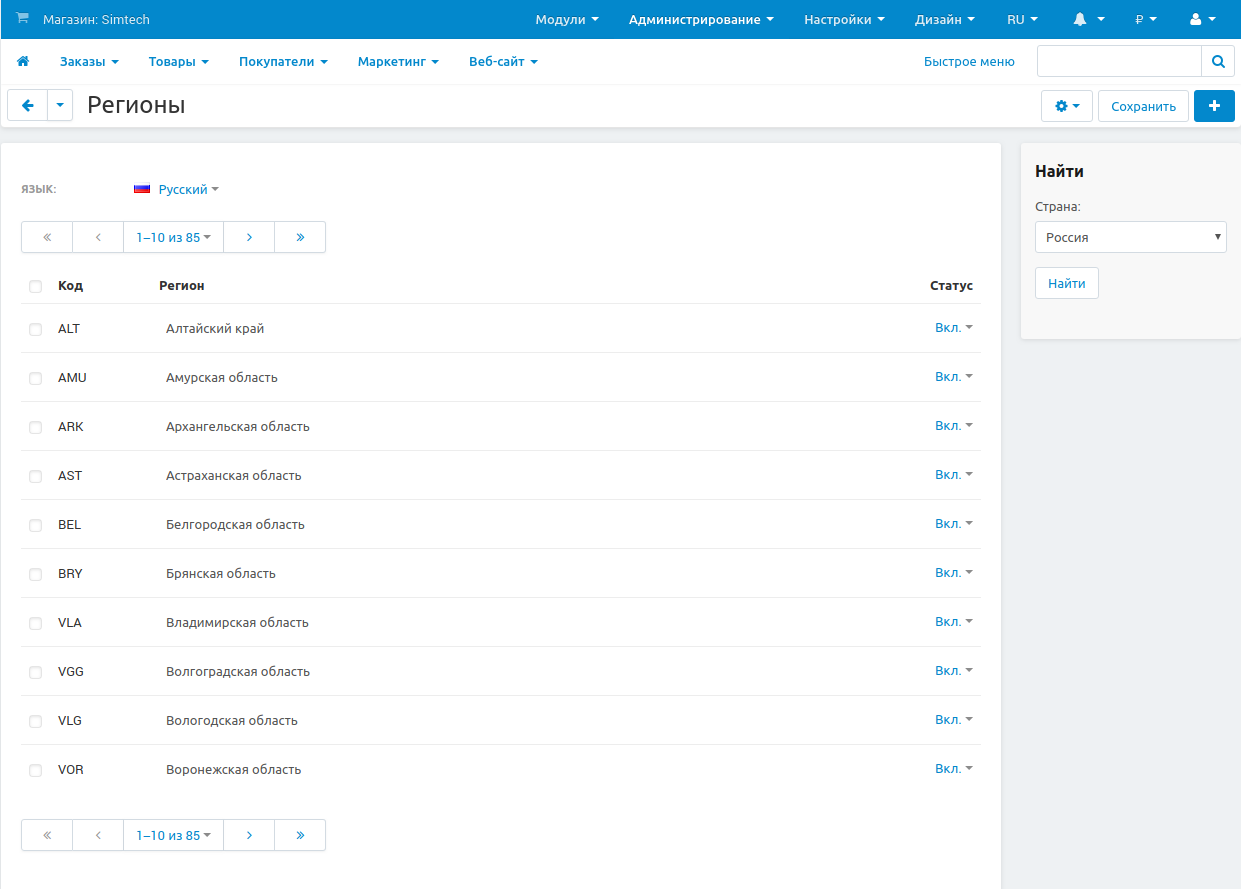 Магазин: Simtech Модули Администрирование Настройки Дизайн RU ₽
Заказы Товары Покупатели Маркетинг Веб-сайт Быстрое меню
Регионы Сохранить
ЯЗЫК: Русский
« ‹ 1–10 из 85 › »
Код Регион Статус
ALT Алтайский край Вкл.
AMU Амурская область Вкл.
ARK Архангельская область Вкл.
AST Астраханская область Вкл.
BEL Белгородская область Вкл.
BRY Брянская область Вкл.
VLA Владимирская область Вкл.
VGG Волгоградская область Вкл.
VLG Вологодская область Вкл.
VOR Воронежская область Вкл.
« ‹ 1–10 из 85 › »
Найти
Страна:
Россия
Найти